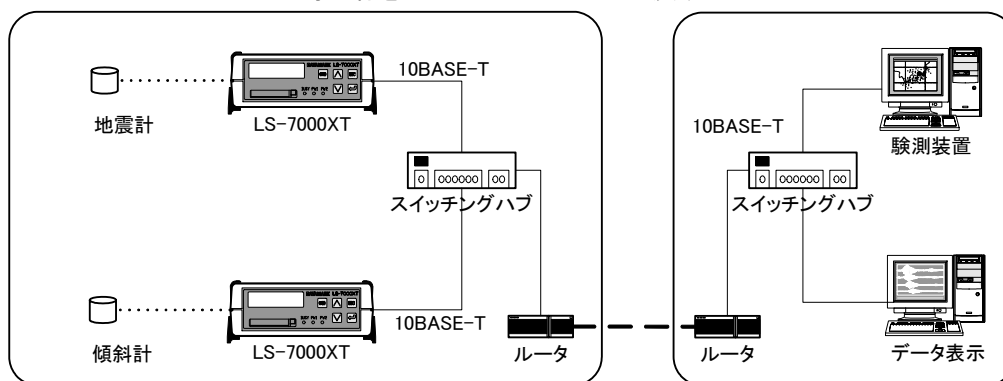 10BASE-T
地震計
LS-7000XT
10BASE-T
験測装置
スイッチングハブ
スイッチングハブ
10BASE-T
傾斜計
LS-7000XT
ルータ
ルータ
データ表示